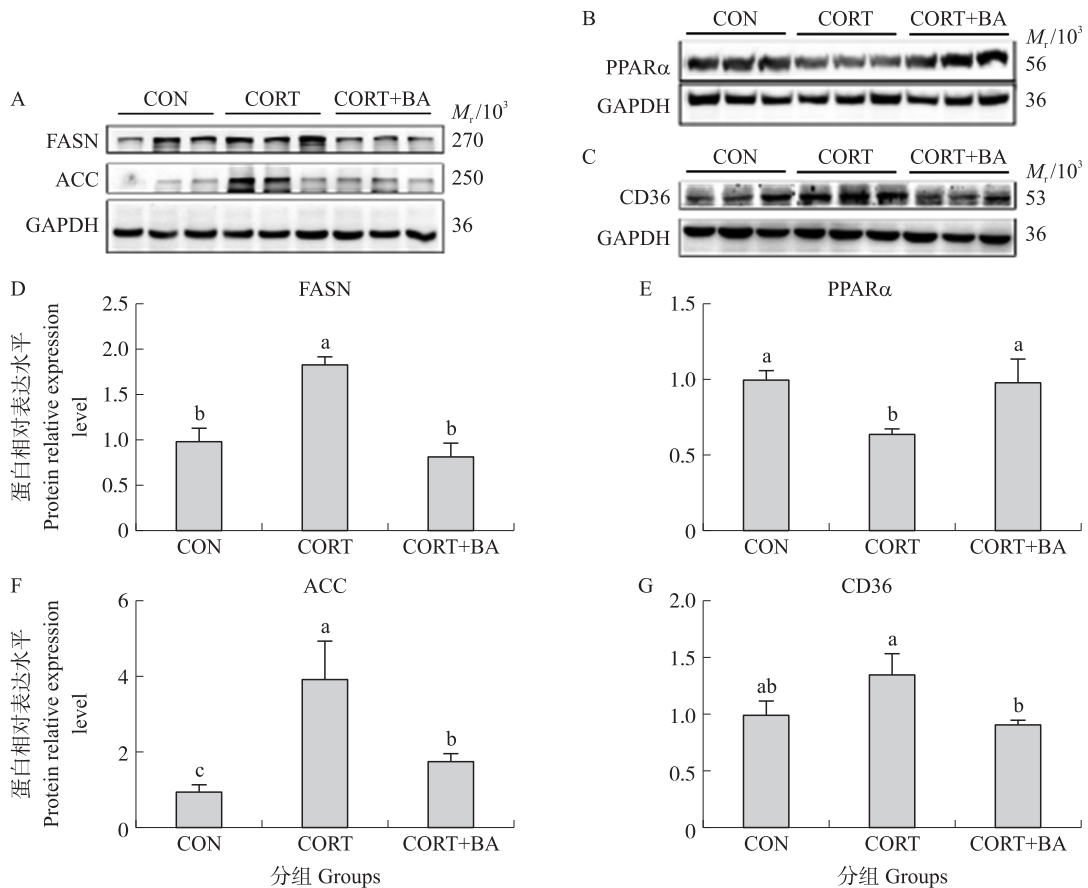 A
CON CORT CORT+BA Mr/10³
FASN 270
ACC 250
GAPDH 36
B
CON CORT CORT+BA Mr/10³
PPARα 56
GAPDH 36
C
CON CORT CORT+BA Mr/10³
CD36 53
GAPDH 36
D FASN
蛋白相对表达水平
Protein relative expression
level
2.5
2.0
1.5
1.0
0.5
0
b a b
CON CORT CORT+BA
E PPARα
1.5
1.0
0.5
0
a b a
CON CORT CORT+BA
F ACC
蛋白相对表达水平
Protein relative expression
level
6
4
2
0
c a b
CON CORT CORT+BA
分组 Groups
G CD36
2.0
1.5
1.0
0.5
0
ab a b
CON CORT CORT+BA
分组 Groups